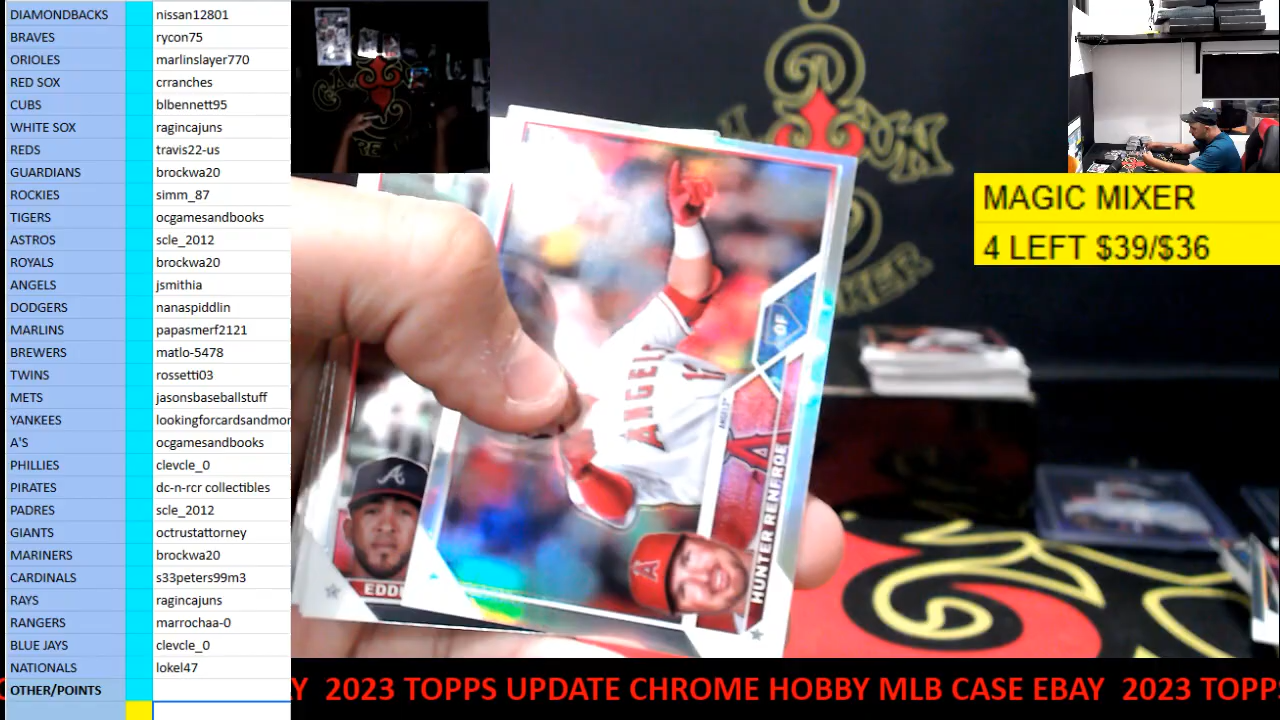 DIAMONDBACKS nissan12801
BRAVES rycon75
ORIOLES marlinslayer770
RED SOX crranches
CUBS blbennett95
WHITE SOX ragincajuns
REDS travis22-us
GUARDIANS brockwa20
ROCKIES simm_87
TIGERS ocgamesandbooks
ASTROS scle_2012
ROYALS brockwa20
ANGELS jsmithia
DODGERS nanaspiddlin
MARLINS papasmerf2121
BREWERS matlo-5478
TWINS rossetti03
METS jasonsbaseballstuff
YANKEES lookingforcardsandmor
A'S ocgamesandbooks
PHILLIES clevcle_0
PIRATES dc-n-rcr collectibles
PADRES scle_2012
GIANTS octrustattorney
MARINERS brockwa20
CARDINALS s33peters99m3
RAYS ragincajuns
RANGERS marrochaa-0
BLUE JAYS clevcle_0
NATIONALS lokel47
OTHER/POINTS
MAGIC MIXER
4 LEFT $39/$36
OF
ANGELS
ANGELS
A
HUNTER RENFROE
A
A
EDDI
Y 2023 TOPPS UPDATE CHROME HOBBY MLB CASE EBAY 2023 TOPP